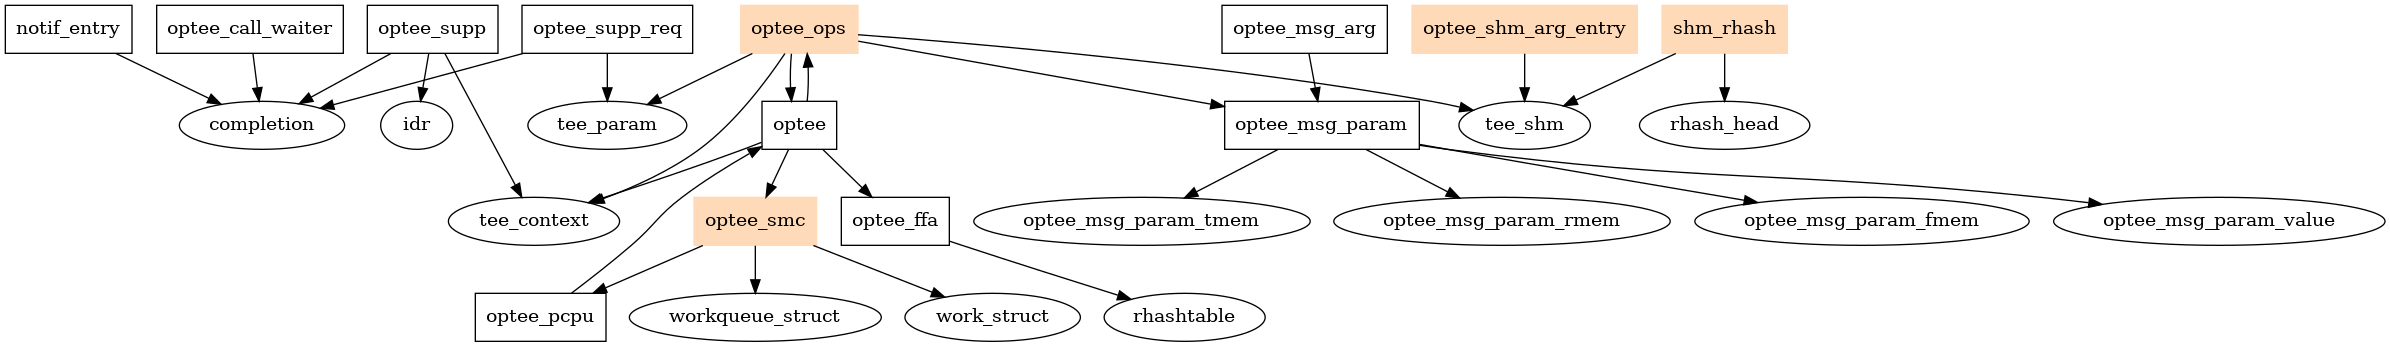 notif_entry
optee_call_waiter
optee_supp
optee_supp_req
optee_ops
optee_msg_arg
optee_shm_arg_entry
shm_rhash
completion
idr
tee_param
optee
optee_msg_param
tee_shm
rhash_head
tee_context
optee_smc
optee_ffa
optee_msg_param_tmem
optee_msg_param_rmem
optee_msg_param_fmem
optee_msg_param_value
optee_pcpu
workqueue_struct
work_struct
rhashtable